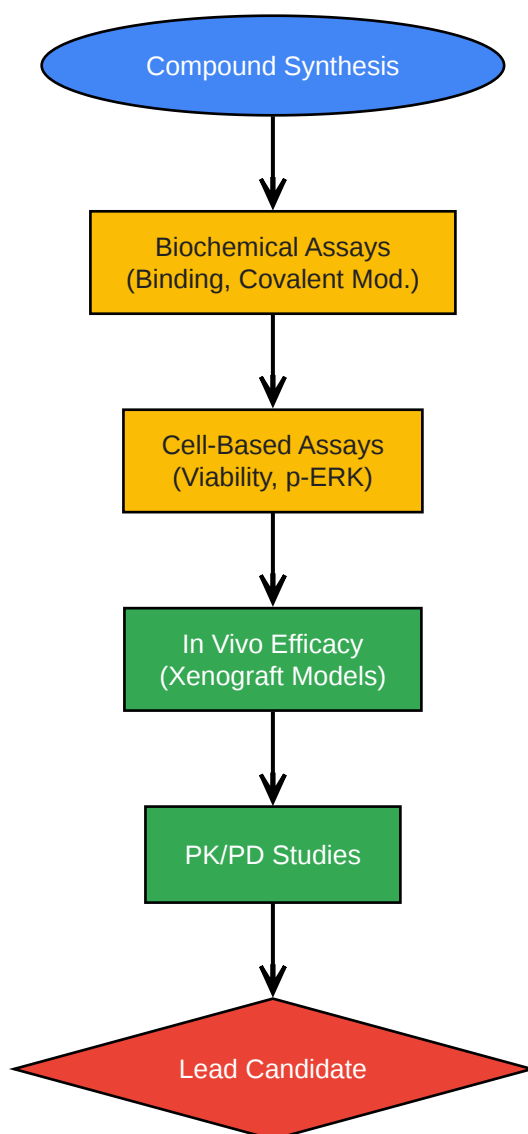 Compound Synthesis
Biochemical Assays
(Binding, Covalent Mod.)
Cell-Based Assays
(Viability, p-ERK)
In Vivo Efficacy
(Xenograft Models)
PK/PD Studies
Lead Candidate